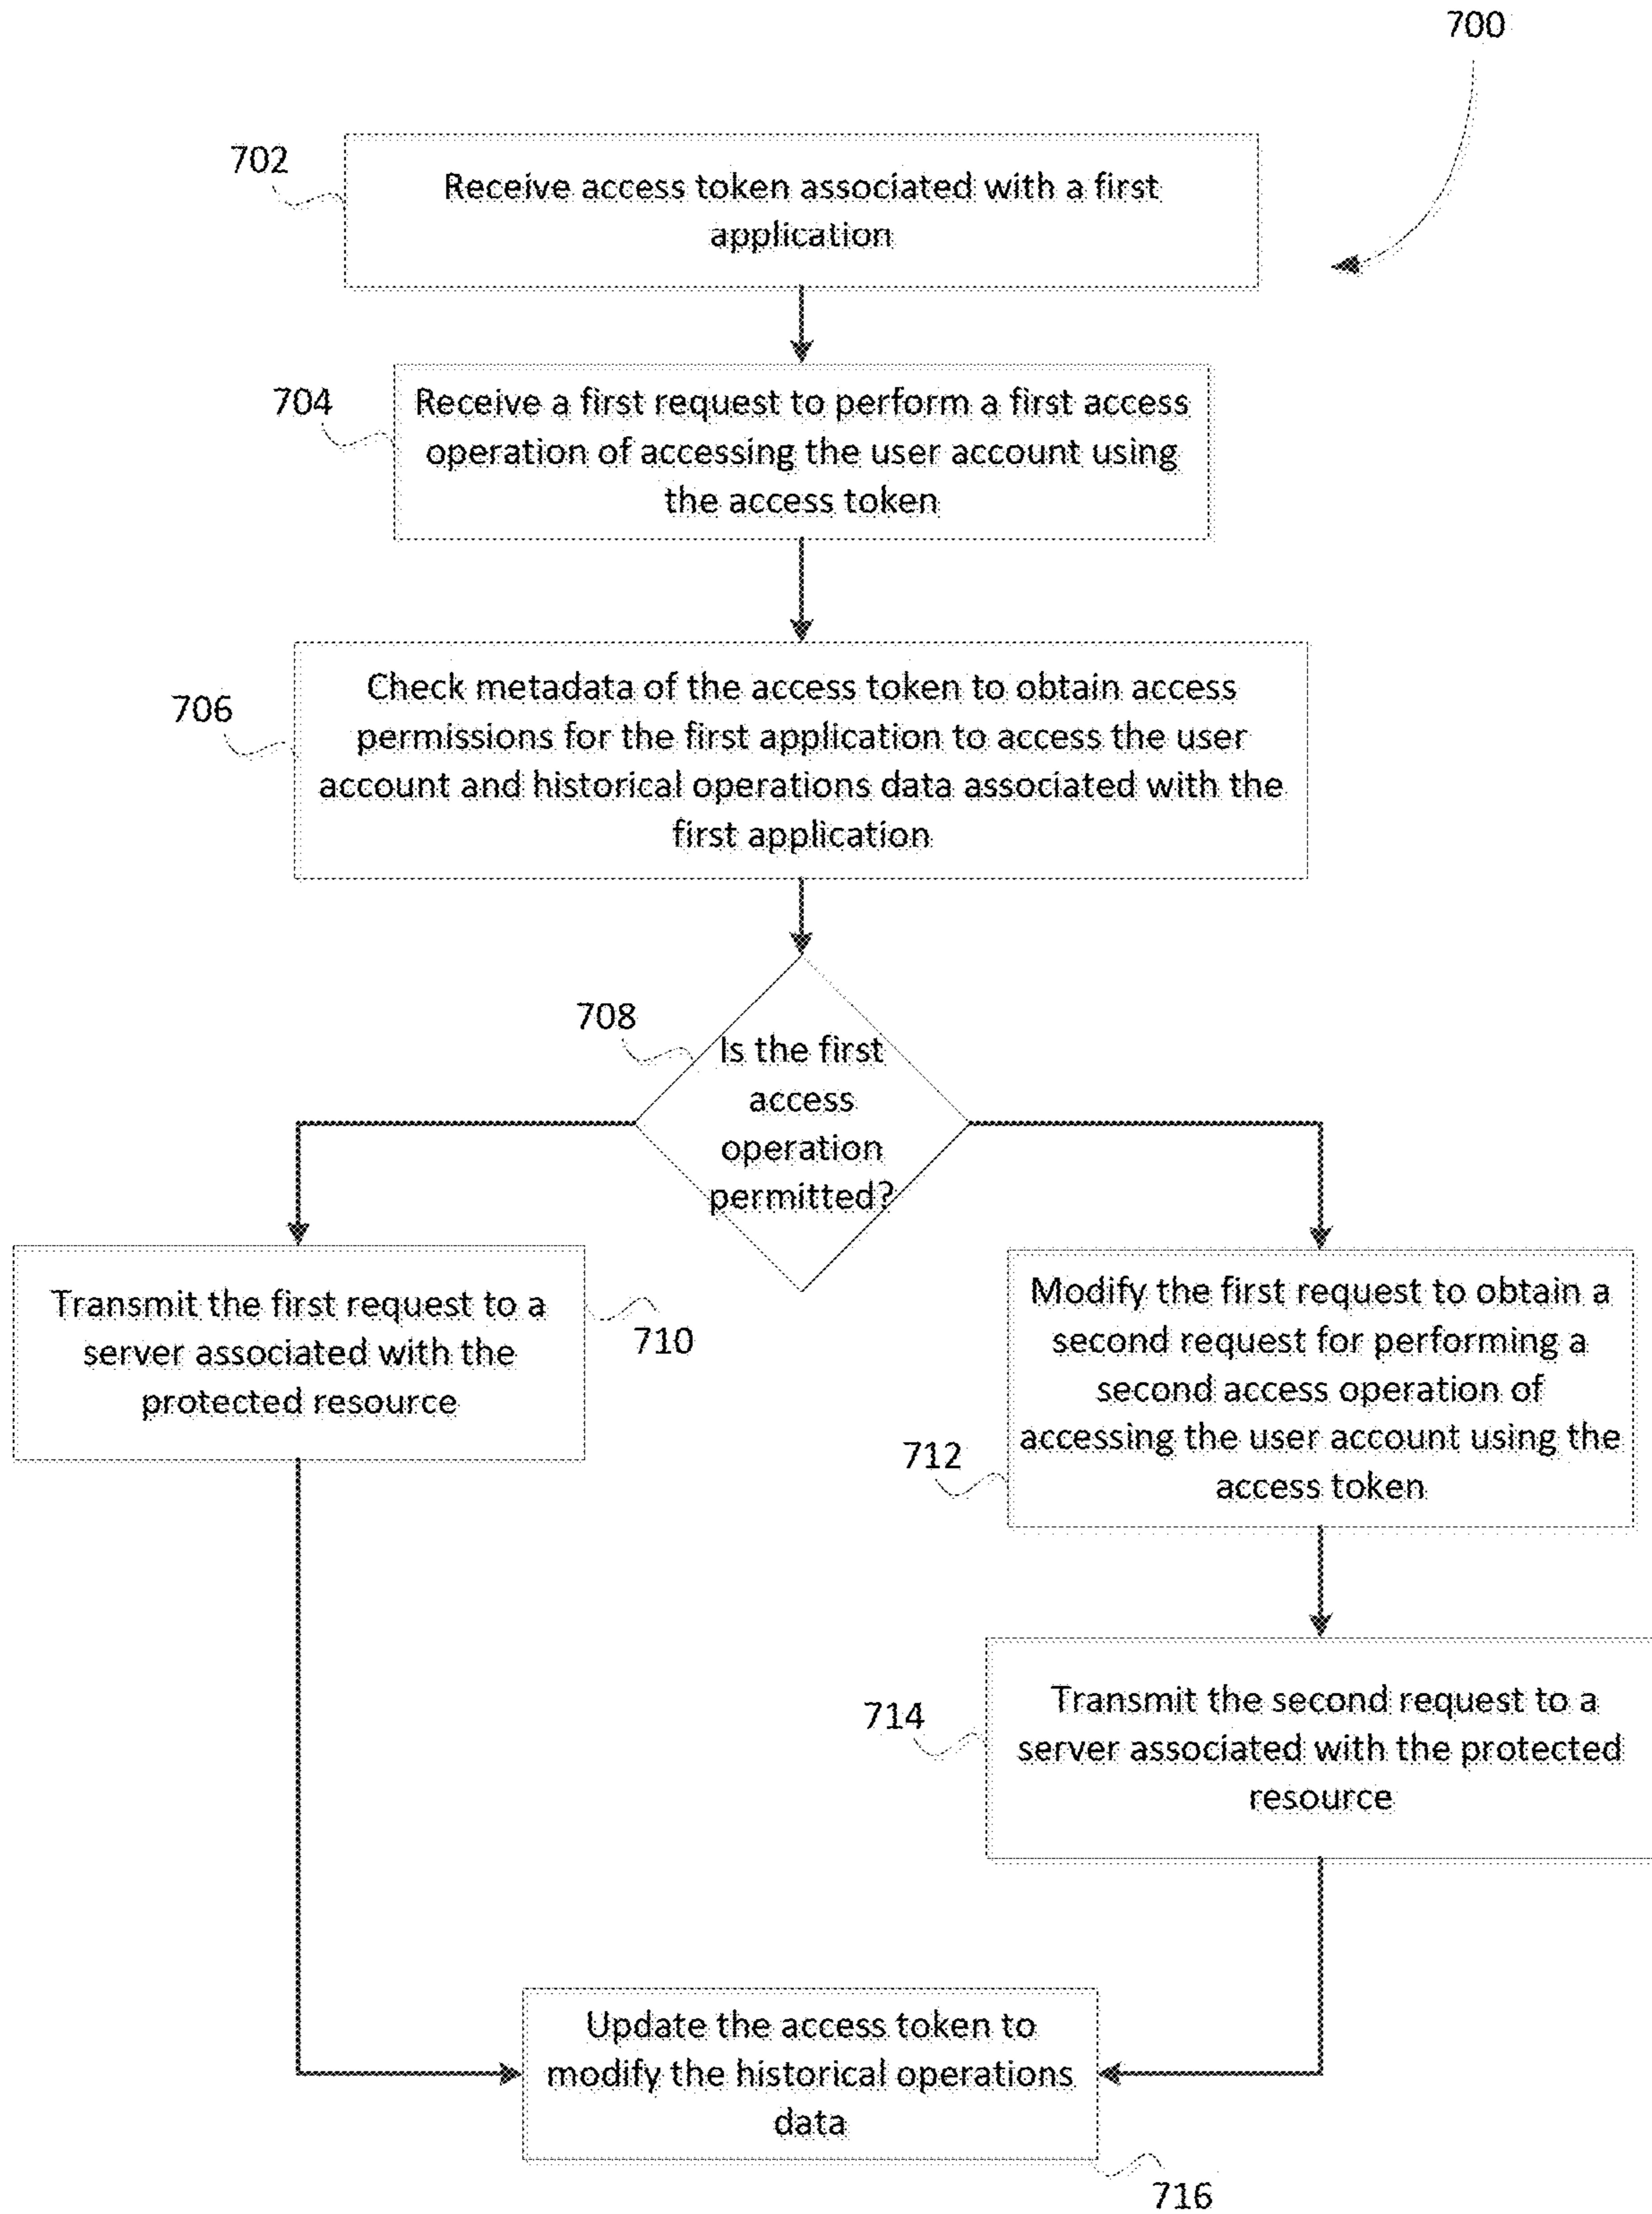 700
702
Receive access token associated with a first
application
704
Receive a first request to perform a first access
operation of accessing the user account using
the access token
706
Check metadata of the access token to obtain access
permissions for the first application to access the user
account and historical operations data associated with the
first application
708
Is the first
access
operation
permitted?
Transmit the first request to a
server associated with the
protected resource
710
Modify the first request to obtain a
second request for performing a
second access operation of
accessing the user account using the
access token
712
714
Transmit the second request to a
server associated with the protected
resource
Update the access token to
modify the historical operations
data
716